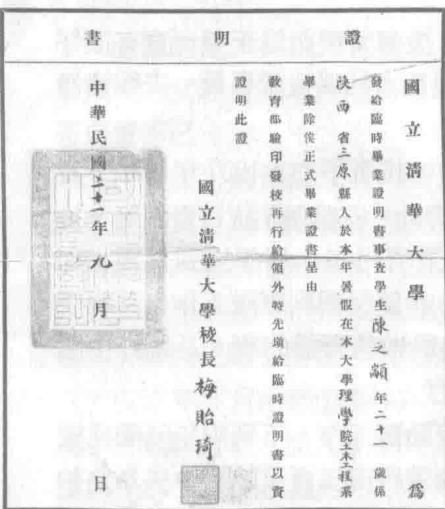 證明書
國立清華大學為
發給臨時畢業證明書事查學生陳之顓年二十歲係
陝西省三原縣人於本年暑假在本大學理學院土木工程系
畢業除俟正式畢業證書呈由
教育部驗印發校再行給領外特先頒給臨時證明書以資
證明此證
國立清華大學校長梅貽琦
中華民國二十年九月 日